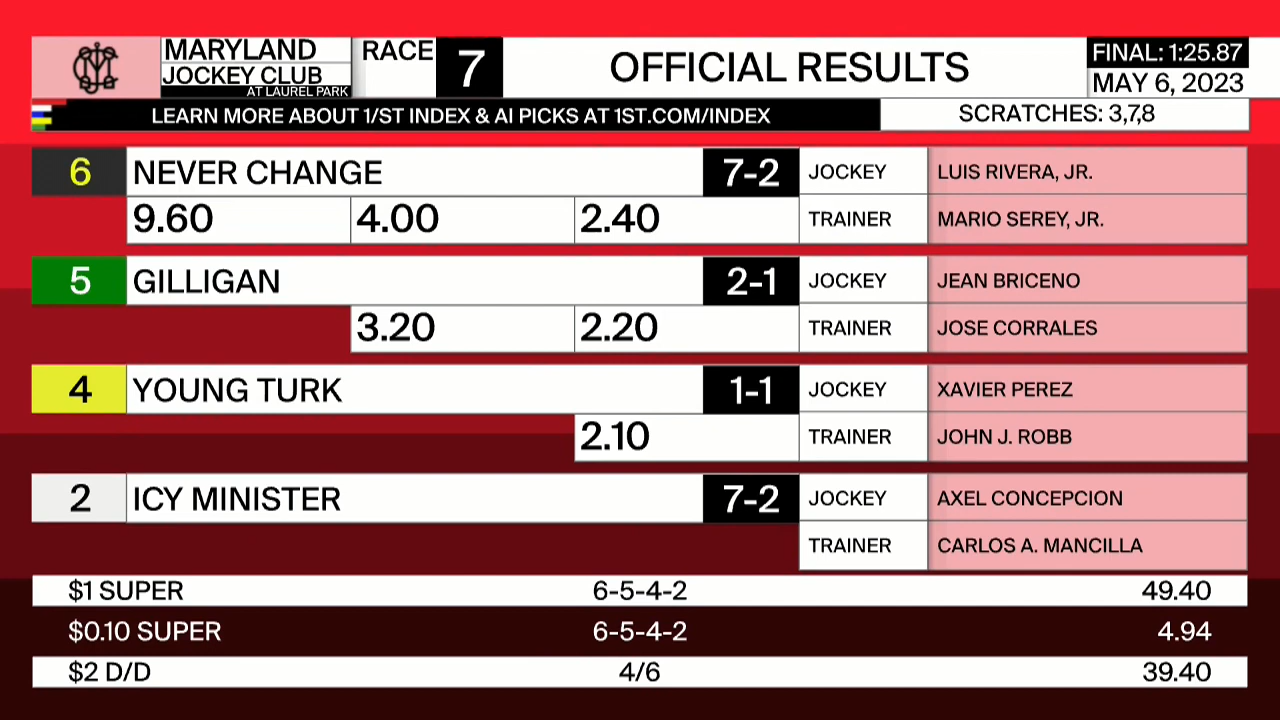 MARYLAND
JOCKEY CLUB
AT LAUREL PARK
RACE 7
OFFICIAL RESULTS
FINAL: 1:25.87
MAY 6, 2023
LEARN MORE ABOUT 1/ST INDEX & AI PICKS AT 1ST.COM/INDEX
SCRATCHES: 3,7,8
6 NEVER CHANGE 7-2 JOCKEY LUIS RIVERA, JR.
9.60 4.00 2.40 TRAINER MARIO SEREY, JR.
5 GILLIGAN 2-1 JOCKEY JEAN BRICENO
3.20 2.20 TRAINER JOSE CORRALES
4 YOUNG TURK 1-1 JOCKEY XAVIER PEREZ
2.10 TRAINER JOHN J. ROBB
2 ICY MINISTER 7-2 JOCKEY AXEL CONCEPCION
TRAINER CARLOS A. MANCILLA
$1 SUPER 6-5-4-2 49.40
$0.10 SUPER 6-5-4-2 4.94
$2 D/D 4/6 39.40